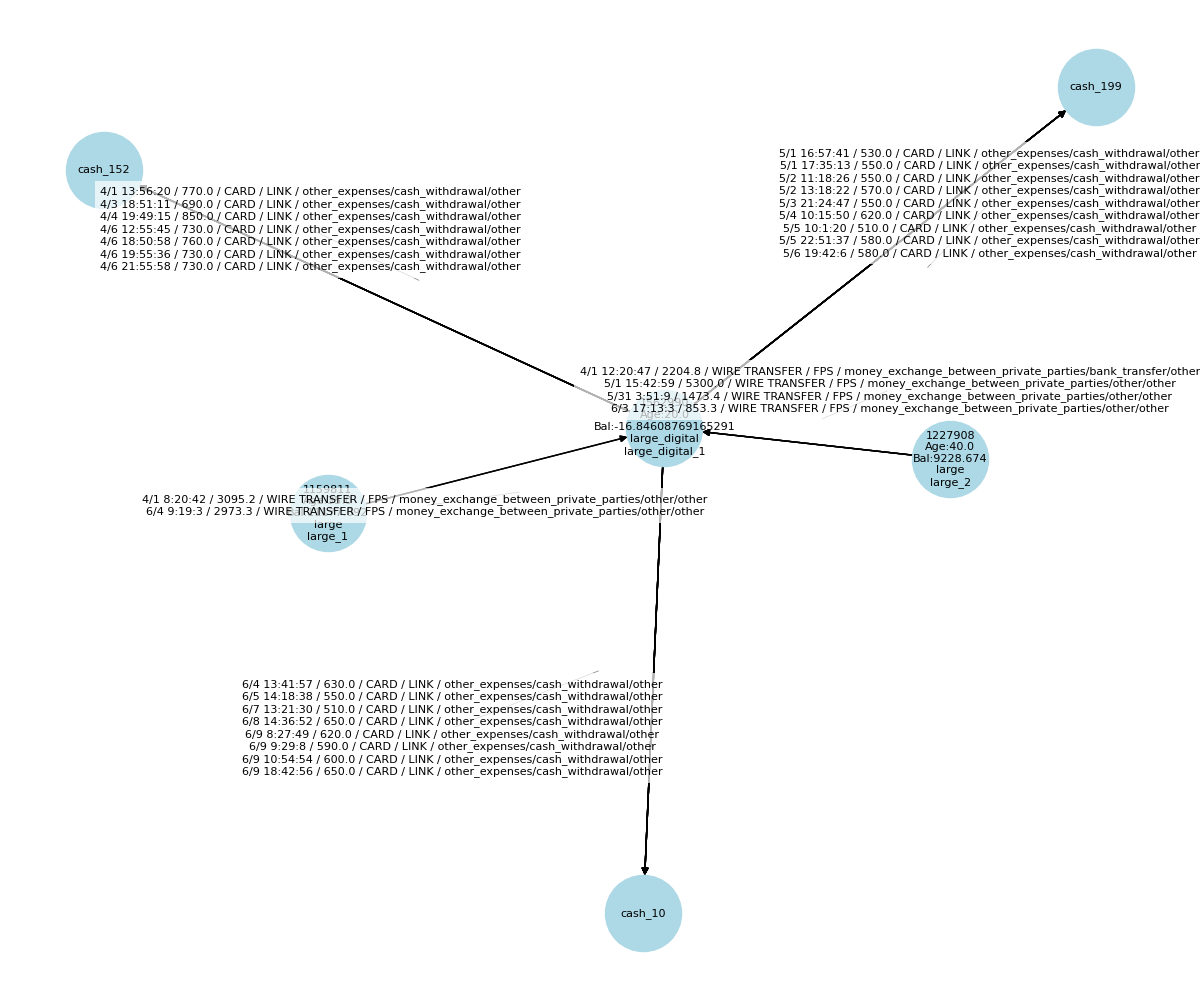 cash_199
cash_152
5/1 16:57:41 / 530.0 / CARD / LINK / other_expenses/cash_withdrawal/other
5/1 17:35:13 / 550.0 / CARD / LINK / other_expenses/cash_withdrawal/other
5/2 11:18:26 / 550.0 / CARD / LINK / other_expenses/cash_withdrawal/other
5/2 13:18:22 / 570.0 / CARD / LINK / other_expenses/cash_withdrawal/other
5/3 21:24:47 / 550.0 / CARD / LINK / other_expenses/cash_withdrawal/other
5/4 10:15:50 / 620.0 / CARD / LINK / other_expenses/cash_withdrawal/other
5/5 10:1:20 / 510.0 / CARD / LINK / other_expenses/cash_withdrawal/other
5/5 22:51:37 / 580.0 / CARD / LINK / other_expenses/cash_withdrawal/other
5/6 19:42:6 / 580.0 / CARD / LINK / other_expenses/cash_withdrawal/other
4/1 13:56:20 / 770.0 / CARD / LINK / other_expenses/cash_withdrawal/other
4/3 18:51:11 / 690.0 / CARD / LINK / other_expenses/cash_withdrawal/other
4/4 19:49:15 / 850.0 / CARD / LINK / other_expenses/cash_withdrawal/other
4/6 12:55:45 / 730.0 / CARD / LINK / other_expenses/cash_withdrawal/other
4/6 18:50:58 / 760.0 / CARD / LINK / other_expenses/cash_withdrawal/other
4/6 19:55:36 / 730.0 / CARD / LINK / other_expenses/cash_withdrawal/other
4/6 21:55:58 / 730.0 / CARD / LINK / other_expenses/cash_withdrawal/other
4/1 12:20:47 / 2204.8 / WIRE TRANSFER / FPS / money_exchange_between_private_parties/bank_transfer/other
5/1 15:42:59 / 5300.0 / WIRE TRANSFER / FPS / money_exchange_between_private_parties/other/other
5/31 3:51:9 / 1473.4 / WIRE TRANSFER / FPS / money_exchange_between_private_parties/other/other
6/3 17:13:3 / 853.3 / WIRE TRANSFER / FPS / money_exchange_between_private_parties/other/other
Age:20.0
Bal:-16.84608769165291
large_digital
large_digital_1
1227908
Age:40.0
Bal:9228.674
large
large_2
1159811
4/1 8:20:42 / 3095.2 / WIRE TRANSFER / FPS / money_exchange_between_private_parties/other/other
6/4 9:19:3 / 2973.3 / WIRE TRANSFER / FPS / money_exchange_between_private_parties/other/other
large
large_1
6/4 13:41:57 / 630.0 / CARD / LINK / other_expenses/cash_withdrawal/other
6/5 14:18:38 / 550.0 / CARD / LINK / other_expenses/cash_withdrawal/other
6/7 13:21:30 / 510.0 / CARD / LINK / other_expenses/cash_withdrawal/other
6/8 14:36:52 / 650.0 / CARD / LINK / other_expenses/cash_withdrawal/other
6/9 8:27:49 / 620.0 / CARD / LINK / other_expenses/cash_withdrawal/other
6/9 9:29:8 / 590.0 / CARD / LINK / other_expenses/cash_withdrawal/other
6/9 10:54:54 / 600.0 / CARD / LINK / other_expenses/cash_withdrawal/other
6/9 18:42:56 / 650.0 / CARD / LINK / other_expenses/cash_withdrawal/other
cash_10